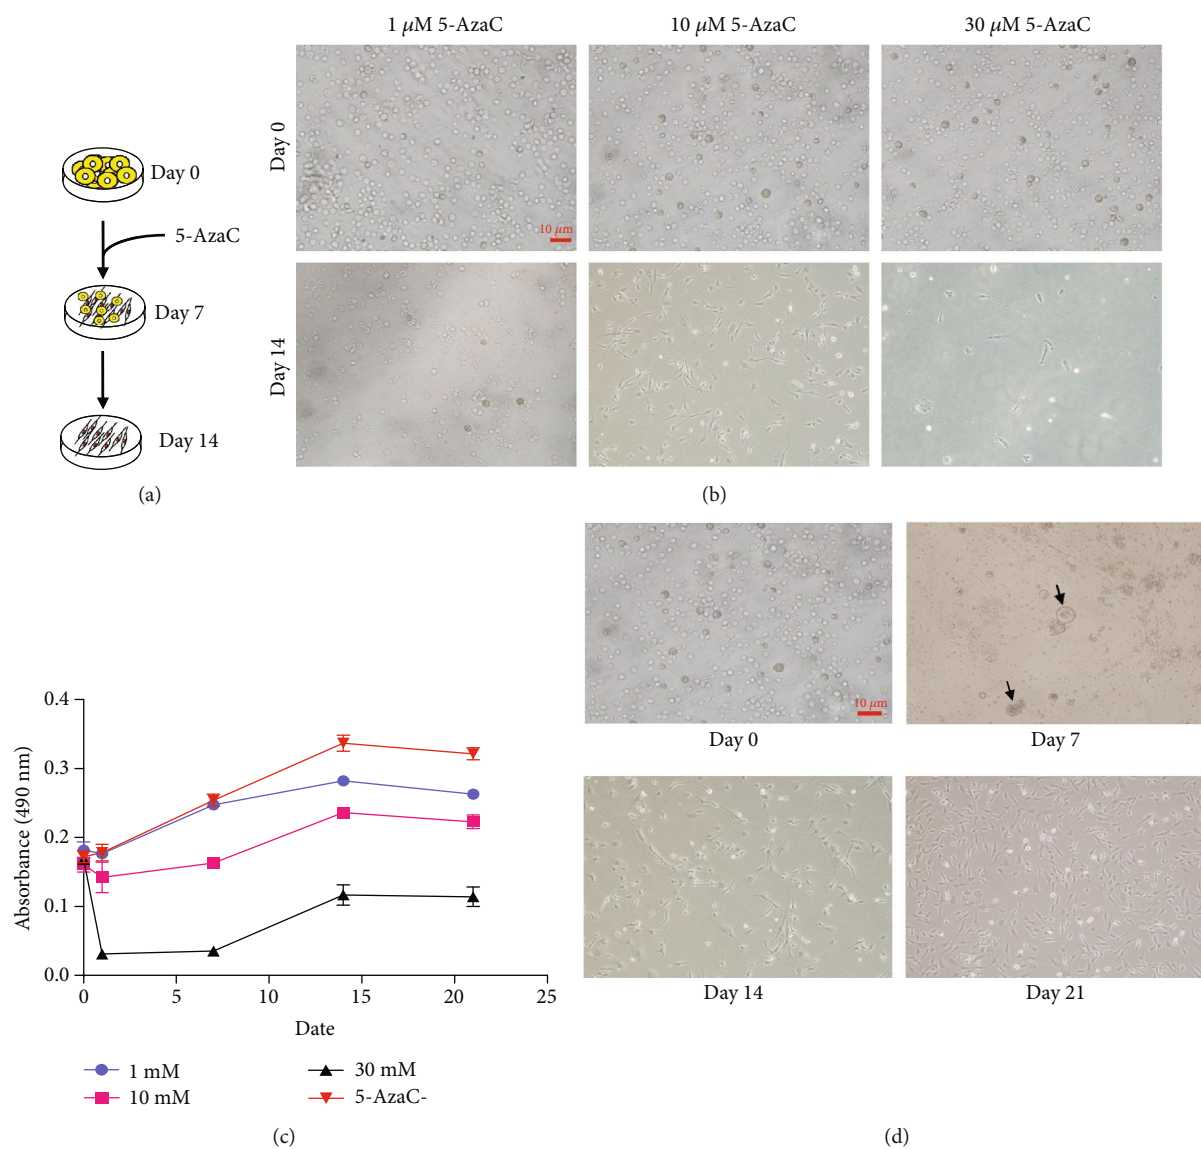 1 μM 5-AzaC
10 μM 5-AzaC
30 μM 5-AzaC
Day 0
5-AzaC
Day 7
Day 14
(a)
Day 0
Day 14
10 μm
(b)
0.4
0.3
0.2
0.1
0.0
Absorbance (490 nm)
0
5
10
15
20
25
Date
1 mM
10 mM
30 mM
5-AzaC-
(c)
10 μm
Day 0
Day 7
Day 14
Day 21
(d)